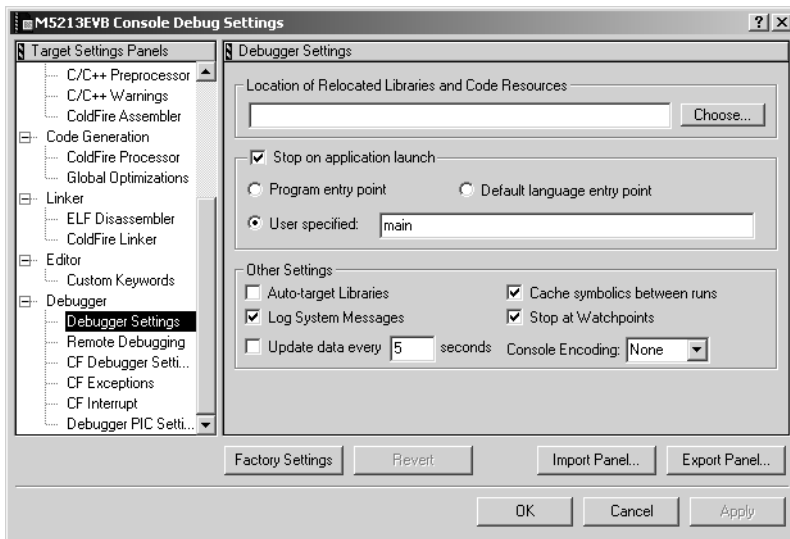 M5213EVB Console Debug Settings
Target Settings Panels
C/C++ Preprocessor
C/C++ Warnings
ColdFire Assembler
Code Generation
ColdFire Processor
Global Optimizations
Linker
ELF Disassembler
ColdFire Linker
Editor
Custom Keywords
Debugger
Debugger Settings
Remote Debugging
CF Debugger Setti...
CF Exceptions
CF Interrupt
Debugger PIC Setti...
Debugger Settings
Location of Relocated Libraries and Code Resources
Choose...
Stop on application launch
Program entry point Default language entry point
User specified: main
Other Settings
Auto-target Libraries Cache symbolics between runs
Log System Messages Stop at Watchpoints
Update data every 5 seconds Console Encoding: None
Factory Settings Revert Import Panel... Export Panel...
OK Cancel Apply